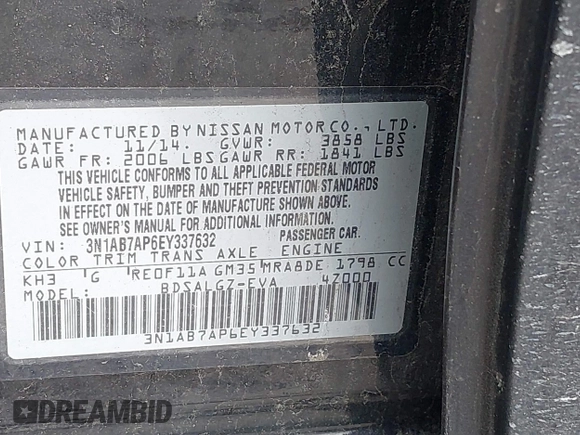 MANUFACTURED BY NISSAN MOTOR CO., LTD.
DATE: 11/14. GVWR: 3858 LBS
GAWR FR: 2006 LBS GAWR RR: 1841 LBS
THIS VEHICLE CONFORMS TO ALL APPLICABLE FEDERAL MOTOR
VEHICLE SAFETY, BUMPER AND THEFT PREVENTION STANDARDS
IN EFFECT ON THE DATE OF MANUFACTURE SHOWN ABOVE.
SEE OWNER'S MANUAL FOR ADDITIONAL INFORMATION.
VIN: 3N1AB7AP6EY337632 PASSENGER CAR.
COLOR TRIM TRANS AXLE ENGINE
KH3 G RE0F11A GM35 MRA8DE 1798 CC
MODEL: BDSALGZ-EVA 4Z000
3N1AB7AP6EY337632
DREAMBID